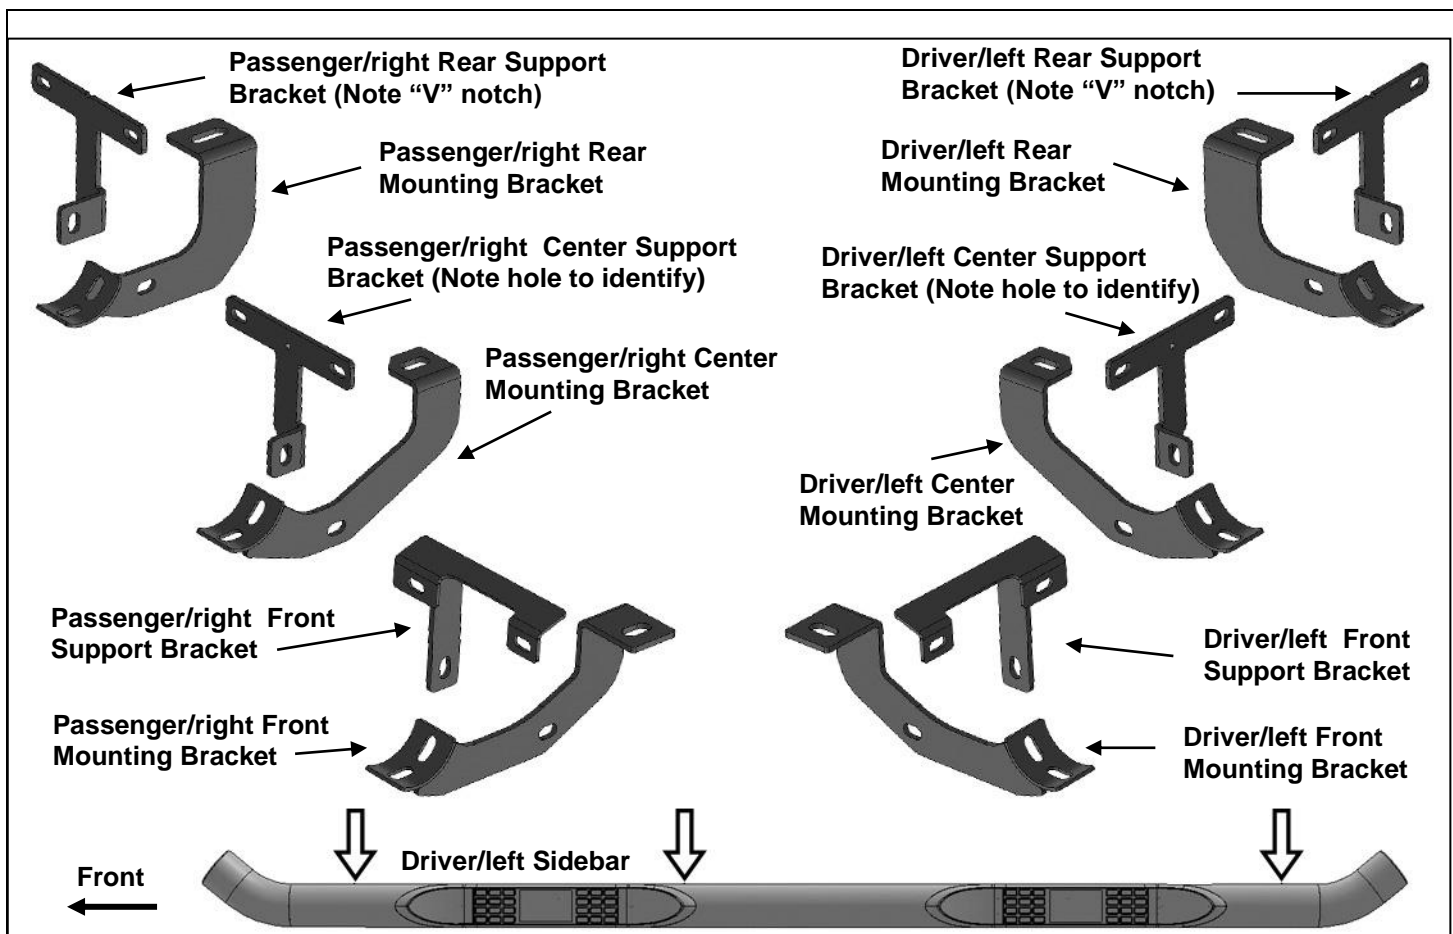 Passenger/right Rear Support
Bracket (Note “V” notch)
Driver/left Rear Support
Bracket (Note “V” notch)
Passenger/right Rear
Mounting Bracket
Driver/left Rear
Mounting Bracket
Passenger/right  Center Support
Bracket (Note hole to identify)
Driver/left Center Support
Bracket (Note hole to identify)
Passenger/right Center
Mounting Bracket
Driver/left Center
Mounting Bracket
Passenger/right  Front
Support Bracket
Driver/left  Front
Support Bracket
Passenger/right Front
Mounting Bracket
Driver/left Front
Mounting Bracket
Driver/left Sidebar
Front